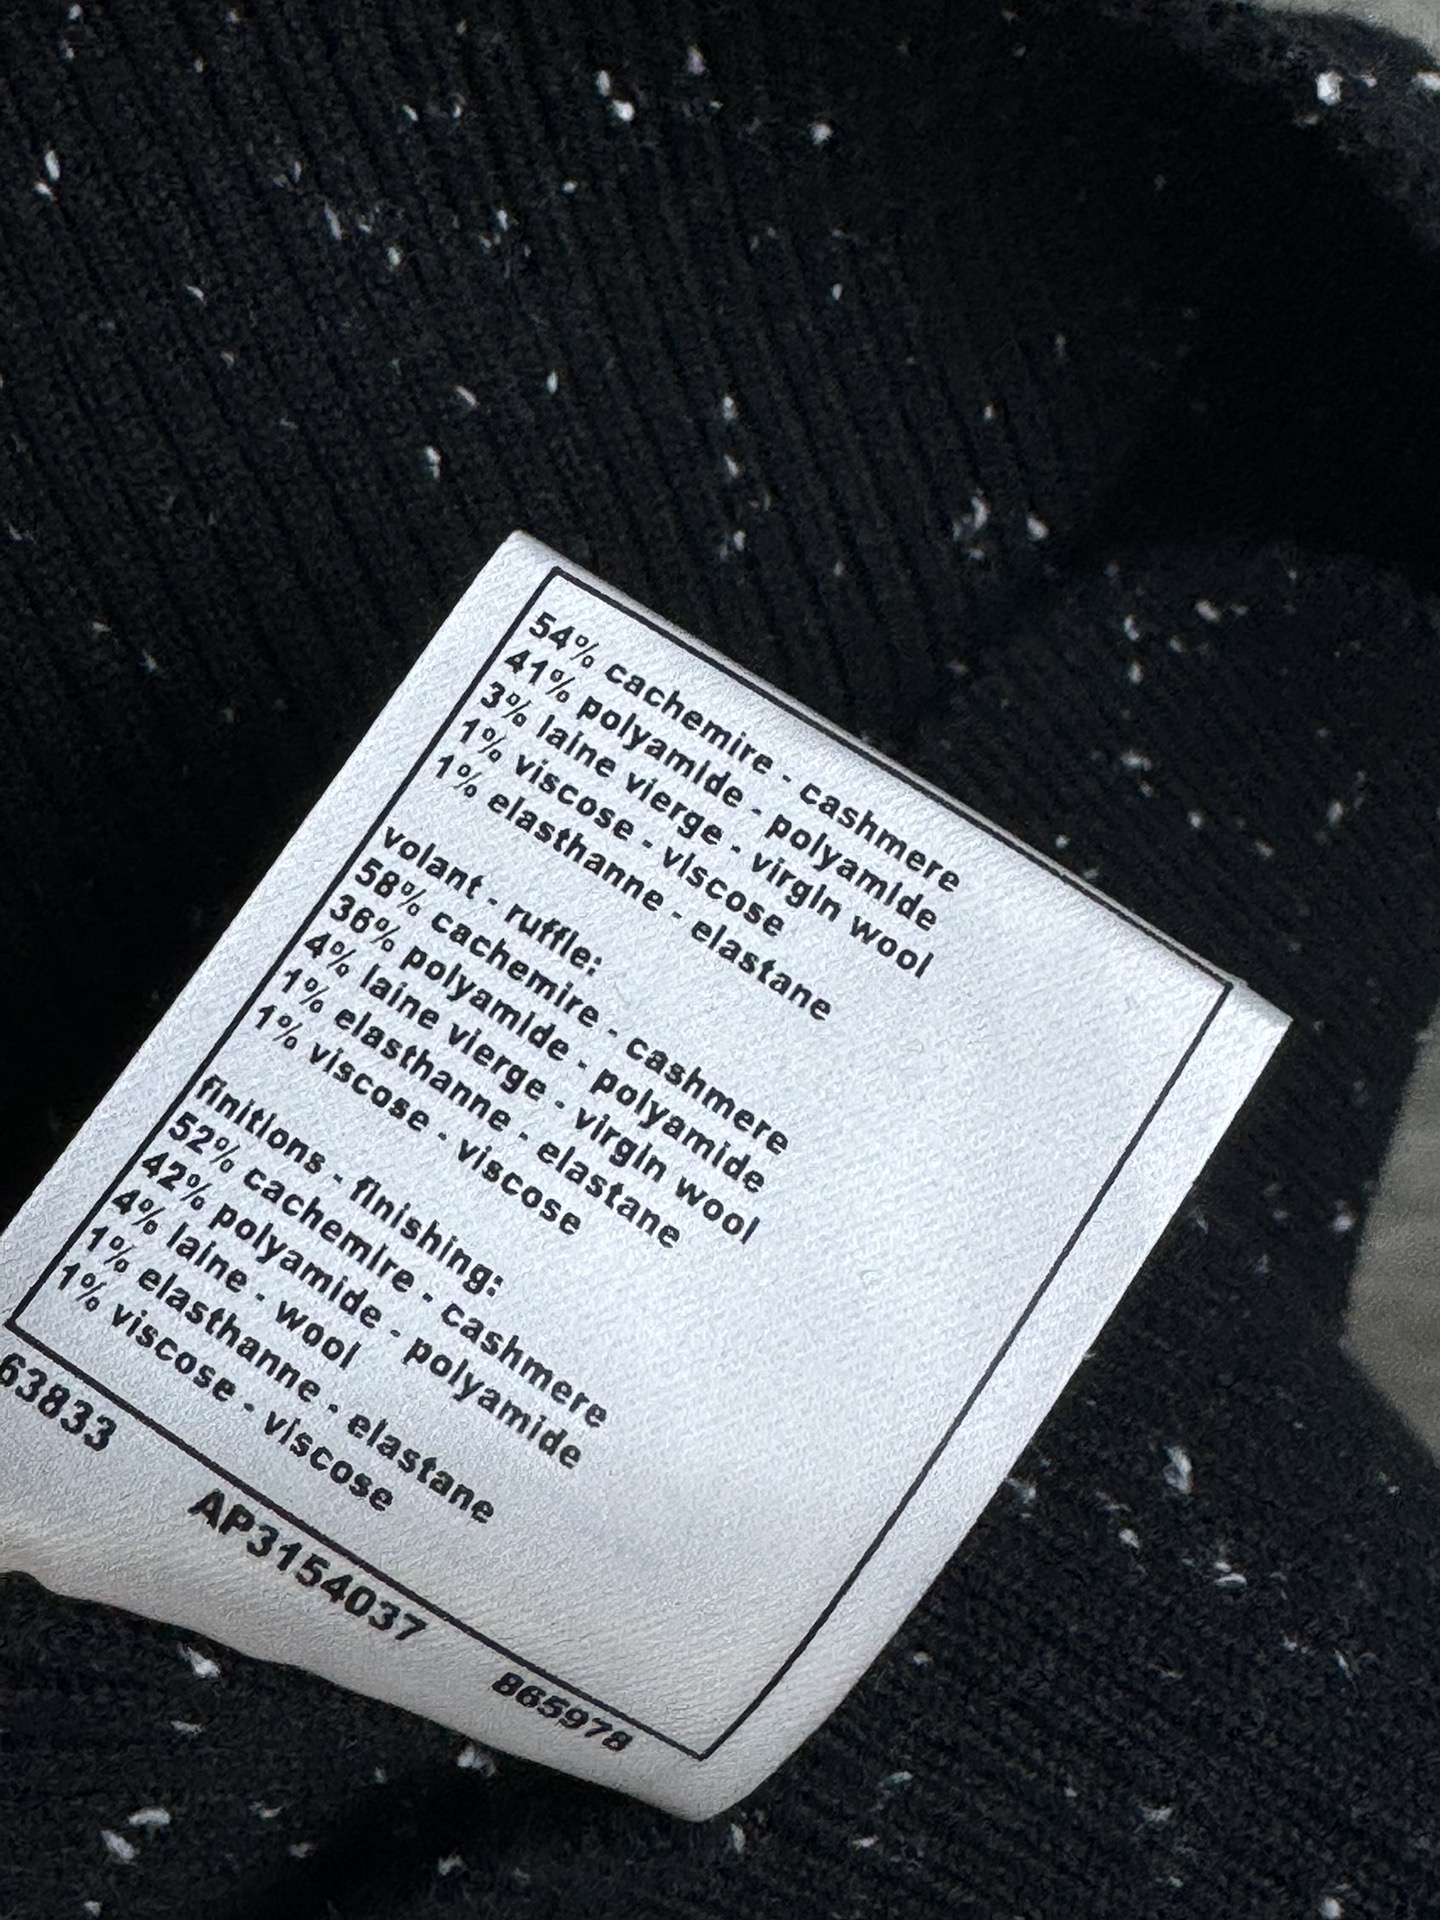 54% cachemire - cashmere
41% polyamide - polyamide
3% laine vierge - virgin wool
1% viscose - viscose
1% elasthanne - elastane
volant - ruffle:
58% cachemire - cashmere
36% polyamide - polyamide
4% laine vierge - virgin wool
1% elasthanne - elastane
1% viscose - viscose
finitions - finishing:
52% cachemire - cashmere
42% polyamide - polyamide
4% laine - wool
1% elasthanne - elastane
1% viscose - viscose
63833 AP3154037 865978